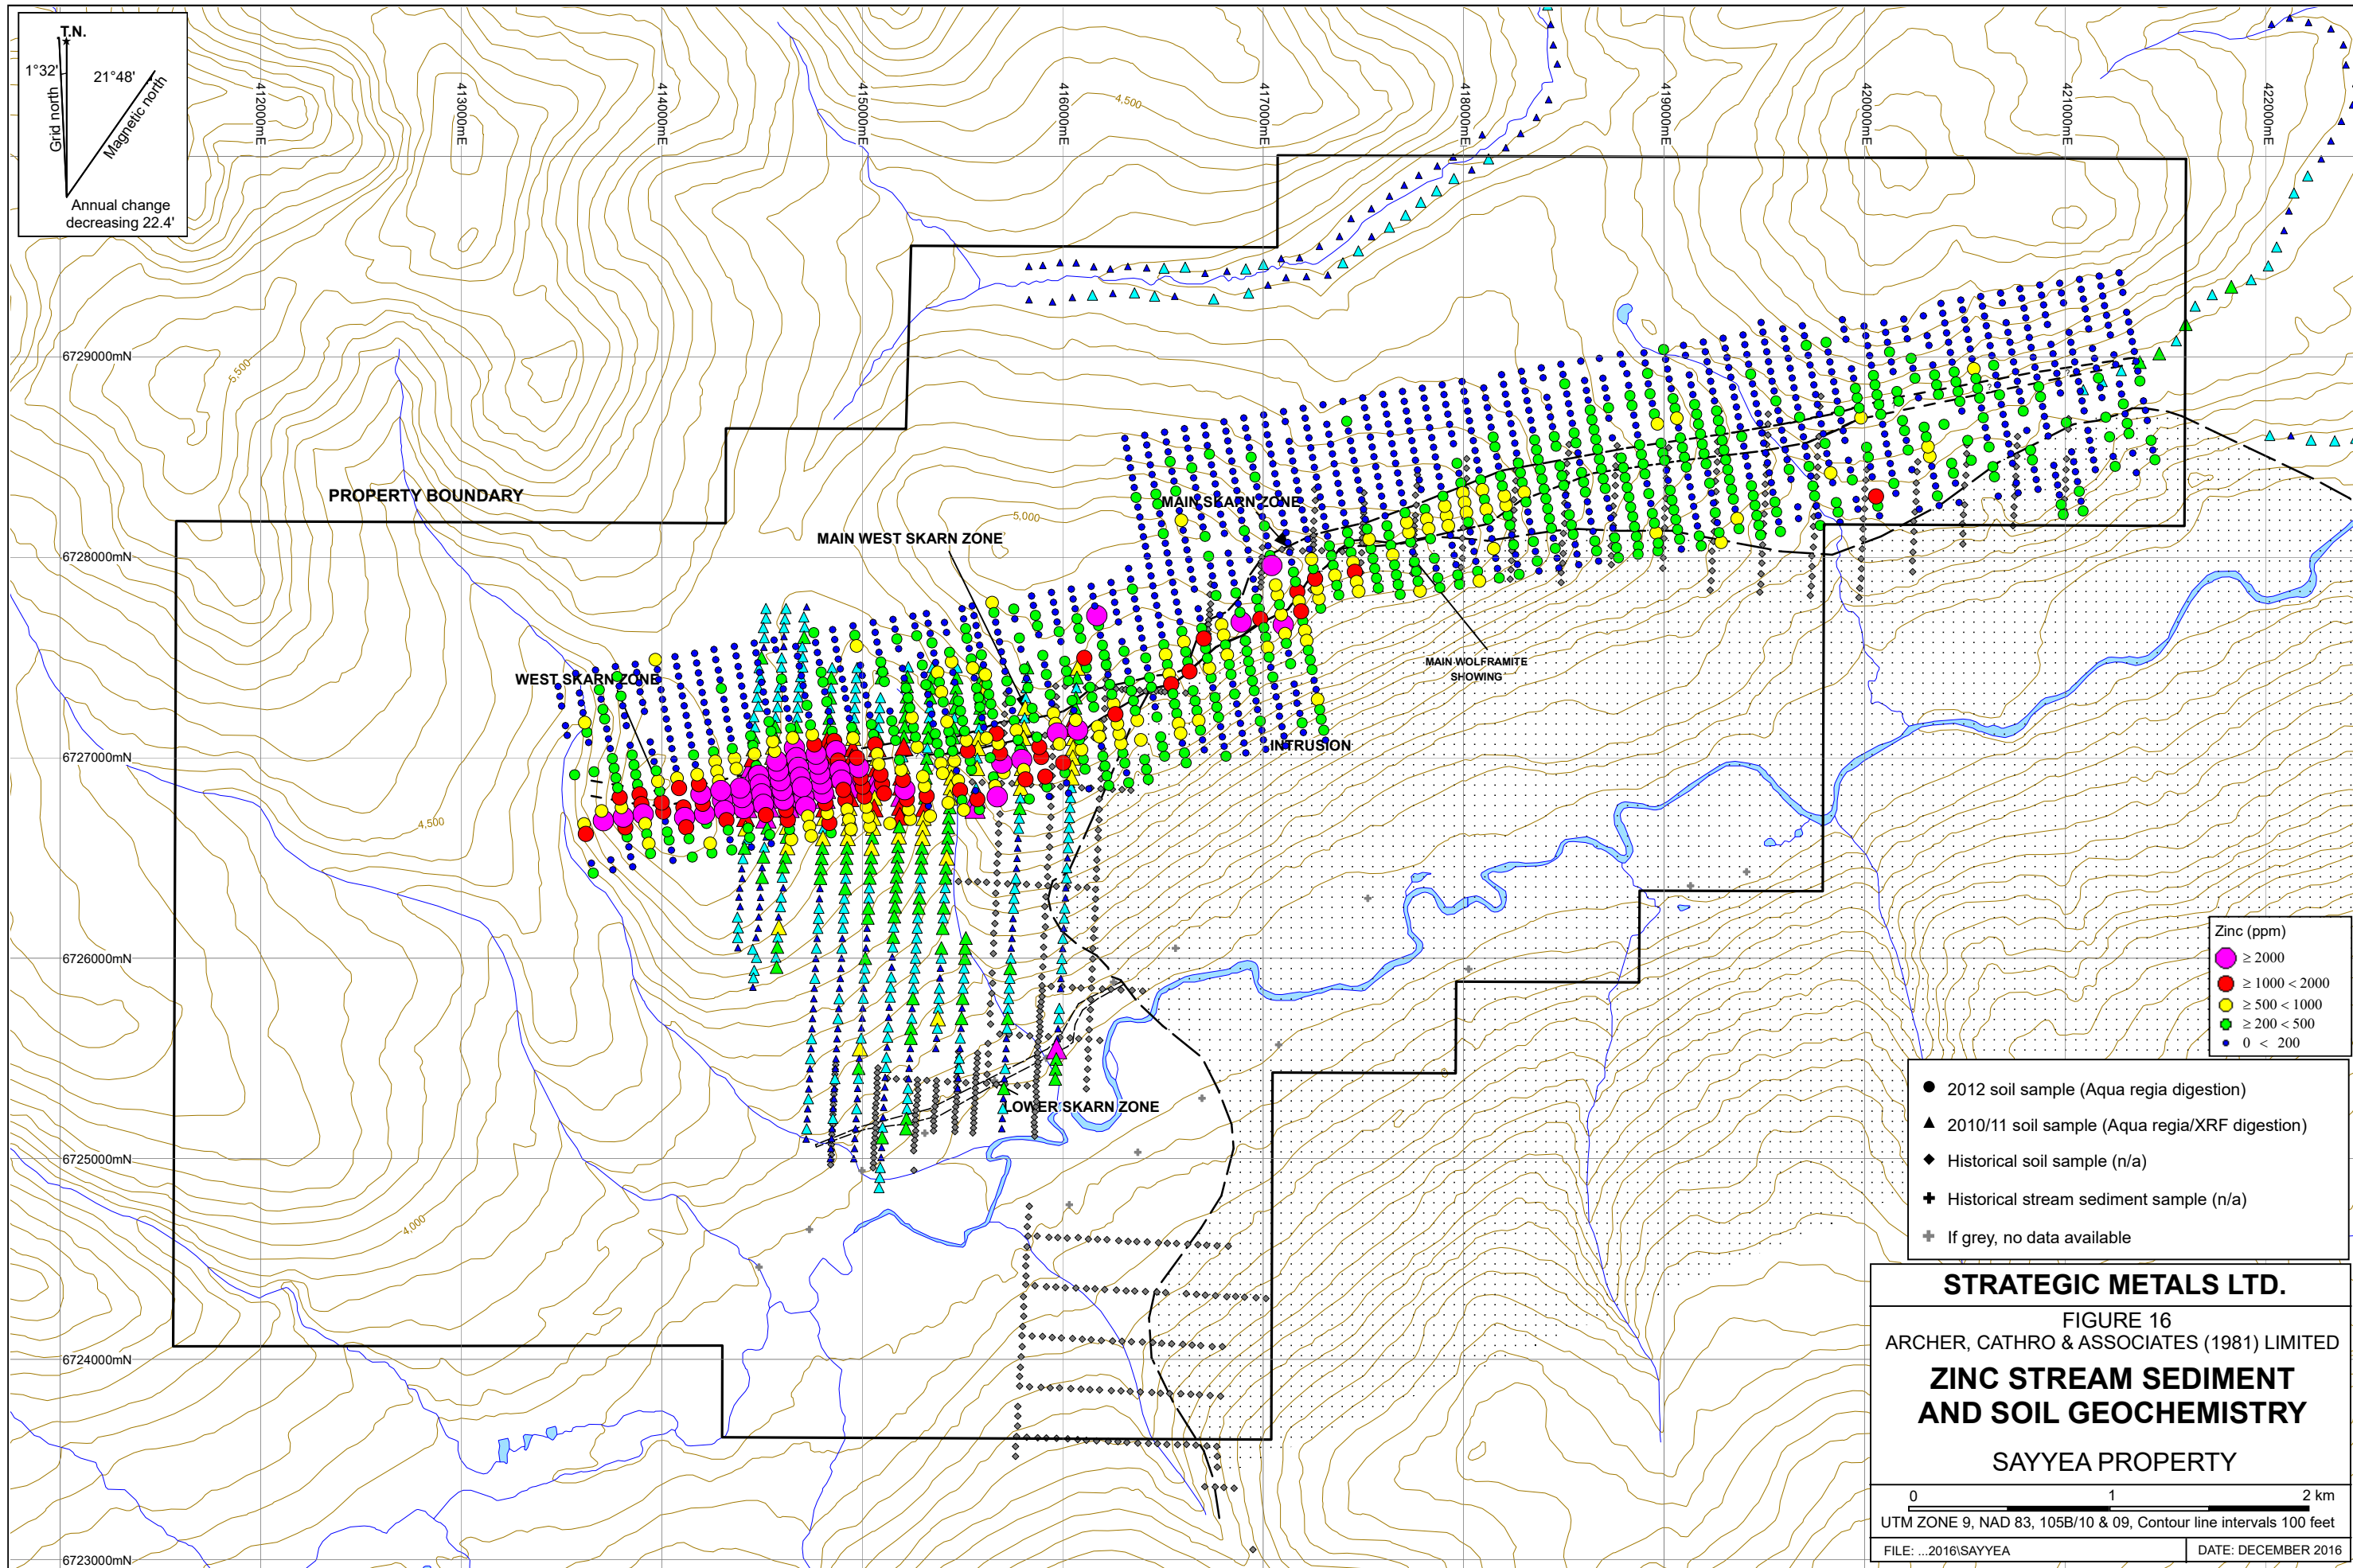 T.N.
1°32'
21°48'
Grid north
Magnetic north
Annual change
decreasing 22.4'
412000mE
413000mE
414000mE
415000mE
416000mE
417000mE
418000mE
419000mE
420000mE
421000mE
422000mE
4,500
5,500
6729000mN
PROPERTY BOUNDARY
MAIN SKARN ZONE
5,000
MAIN WEST SKARN ZONE
6728000mN
MAIN WOLFRAMITE
SHOWING
WEST SKARN ZONE
INTRUSION
6727000mN
4,500
6726000mN
LOWER SKARN ZONE
6725000mN
4,000
6724000mN
6723000mN
Zinc (ppm)
≥ 2000
≥ 1000 < 2000
≥ 500 < 1000
≥ 200 < 500
0 < 200
2012 soil sample (Aqua regia digestion)
2010/11 soil sample (Aqua regia/XRF digestion)
Historical soil sample (n/a)
Historical stream sediment sample (n/a)
If grey, no data available
STRATEGIC METALS LTD.
FIGURE 16
ARCHER, CATHRO & ASSOCIATES (1981) LIMITED
ZINC STREAM SEDIMENT
AND SOIL GEOCHEMISTRY
SAYYEA PROPERTY
0 1 2 km
UTM ZONE 9, NAD 83, 105B/10 & 09, Contour line intervals 100 feet
FILE: ...2016\SAYYEA
DATE: DECEMBER 2016